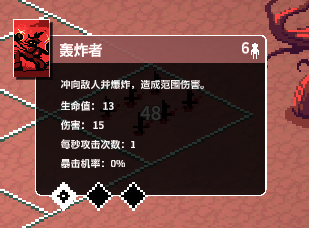 轰炸者 6
冲向敌人并爆炸，造成范围伤害。
生命值： 13
伤害： 15
每秒攻击次数：1
暴击机率：0%
48